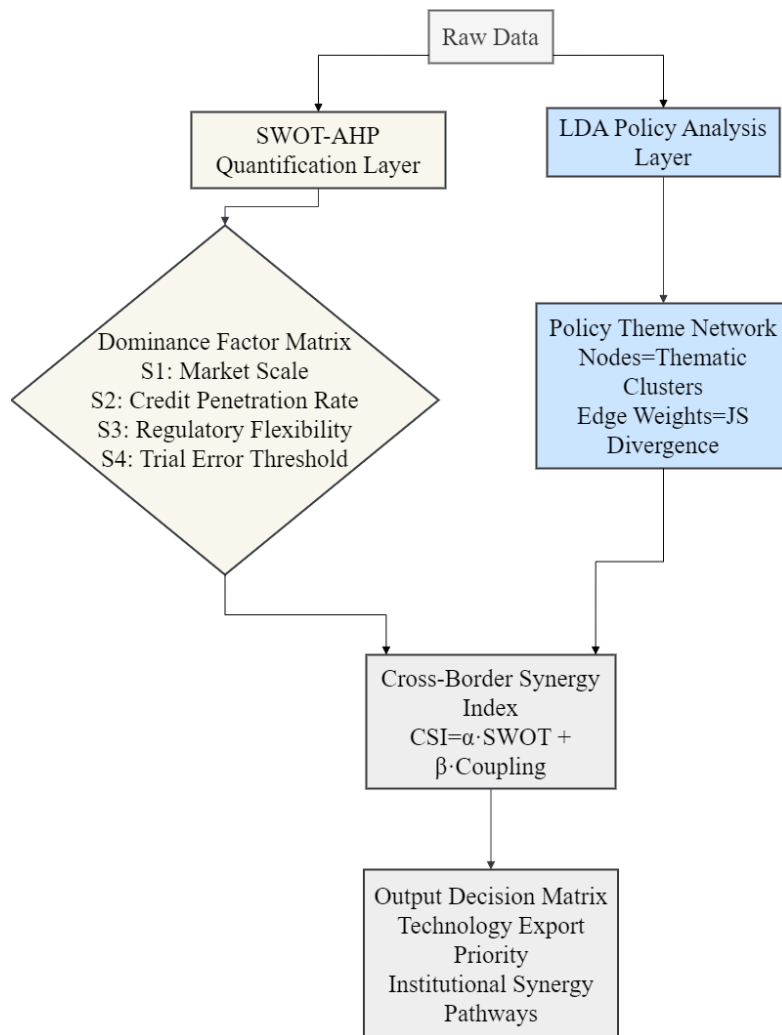 Raw Data
SWOT-AHP
Quantification Layer
LDA Policy Analysis
Layer
Dominance Factor Matrix
S1: Market Scale
S2: Credit Penetration Rate
S3: Regulatory Flexibility
S4: Trial Error Threshold
Policy Theme Network
Nodes=Thematic
Clusters
Edge Weights=JS
Divergence
Cross-Border Synergy
Index
CSI=α·SWOT +
β·Coupling
Output Decision Matrix
Technology Export
Priority
Institutional Synergy
Pathways